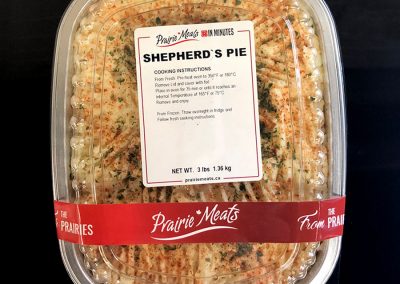 Prairie Meats IN MINUTES
SHEPHERD`S PIE
COOKING INSTRUCTIONS
From Fresh: Pre-heat oven to 350°F or 180°C
Remove Lid and cover with foil
Place in oven for 75 min or until it reaches an
Internal Temperature of 165°F or 75°C
Remove and enjoy.
From Frozen: Thaw overnight in fridge and
Follow fresh cooking instructions
NET WT. 3 lbs 1.36 kg
prairiemeats.ca
THE PRAIRIES
Prairie Meats
From THE PRAIRIES